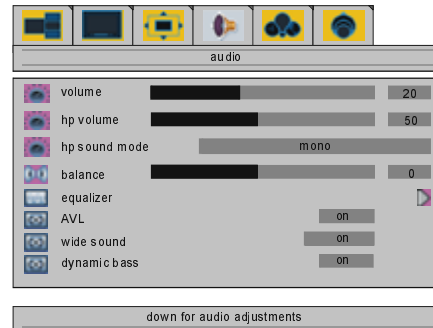 audio
volume 20
hp volume 50
hp sound mode mono
balance 0
equalizer
AVL on
wide sound on
dynamic bass on
down for audio adjustments